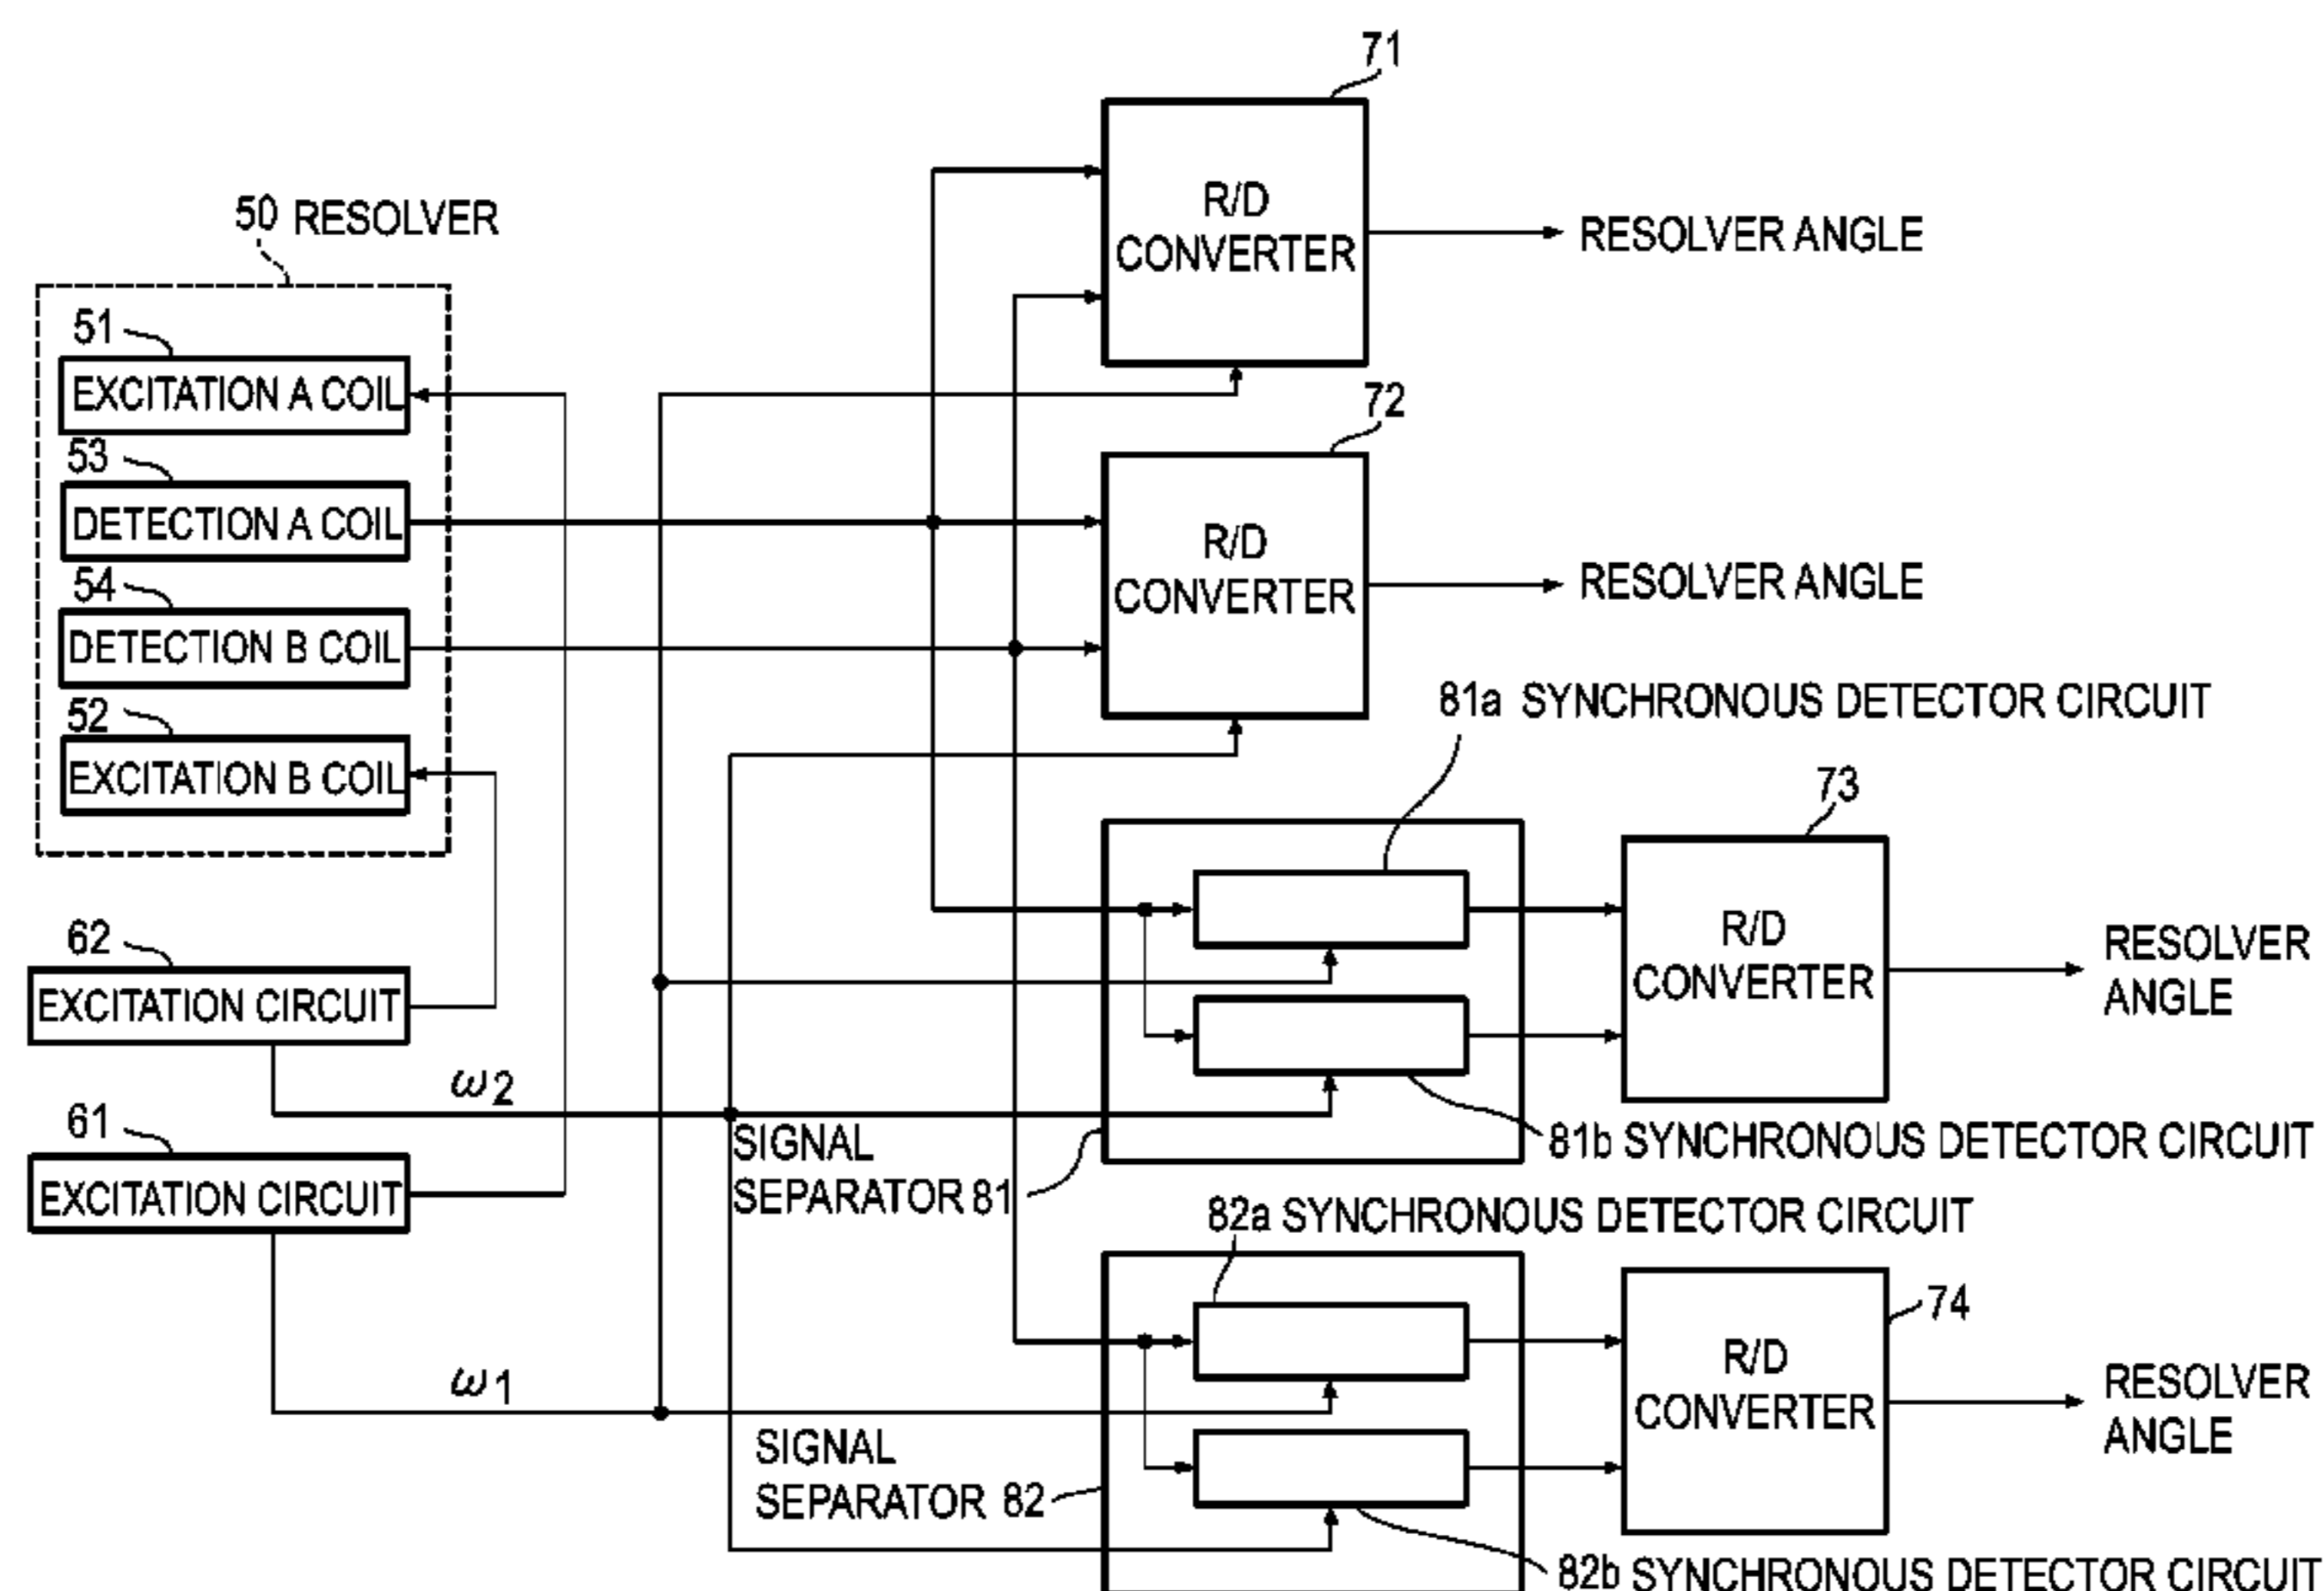 71
R/D
CONVERTER
RESOLVER ANGLE
50 RESOLVER
51
EXCITATION A COIL
53
DETECTION A COIL
54
DETECTION B COIL
52
EXCITATION B COIL
72
R/D
CONVERTER
RESOLVER ANGLE
81a SYNCHRONOUS DETECTOR CIRCUIT
73
R/D
CONVERTER
RESOLVER
ANGLE
62
EXCITATION CIRCUIT
ω2
61
EXCITATION CIRCUIT
SIGNAL
SEPARATOR 81
81b SYNCHRONOUS DETECTOR CIRCUIT
82a SYNCHRONOUS DETECTOR CIRCUIT
74
R/D
CONVERTER
RESOLVER
ANGLE
ω1
SIGNAL
SEPARATOR 82
82b SYNCHRONOUS DETECTOR CIRCUIT